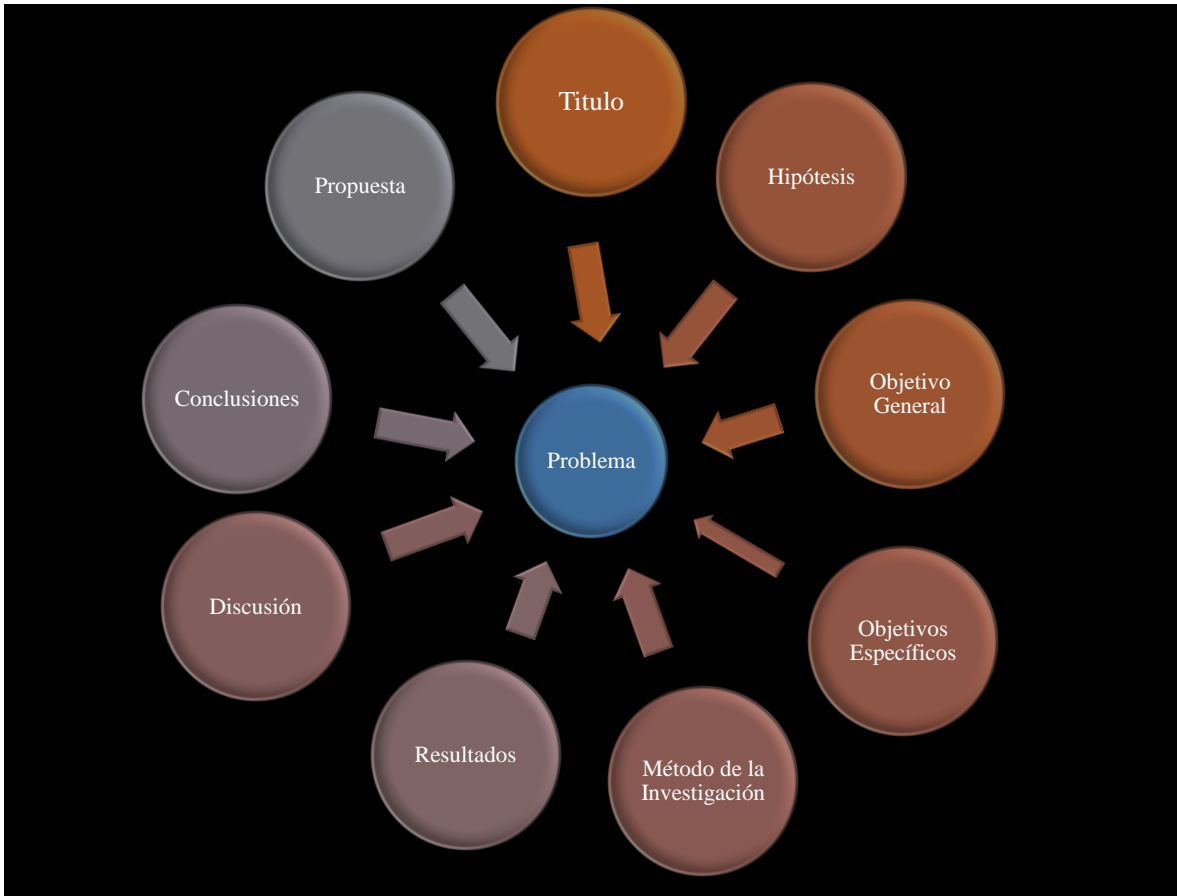 Titulo
Hipótesis
Objetivo
General
Objetivos
Específicos
Método de la
Investigación
Resultados
Discusión
Conclusiones
Propuesta
Problema